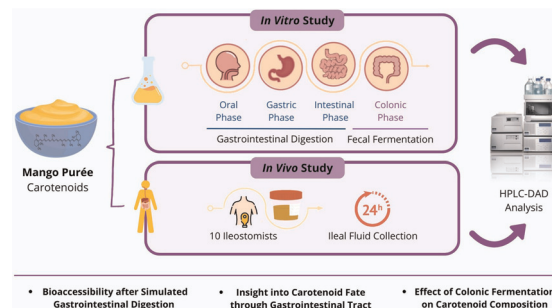 In Vitro Study
Oral Phase
Gastric Phase
Intestinal Phase
Colonic Phase
Gastrointestinal Digestion
Fecal Fermentation
Mango Purée
Carotenoids
In Vivo Study
10 Ileostomists
24h
Ileal Fluid Collection
HPLC-DAD
Analysis
• Bioaccessibility after Simulated
Gastrointestinal Digestion
• Insight into Carotenoid Fate
through Gastrointestinal Tract
• Effect of Colonic Fermentation
on Carotenoid Composition